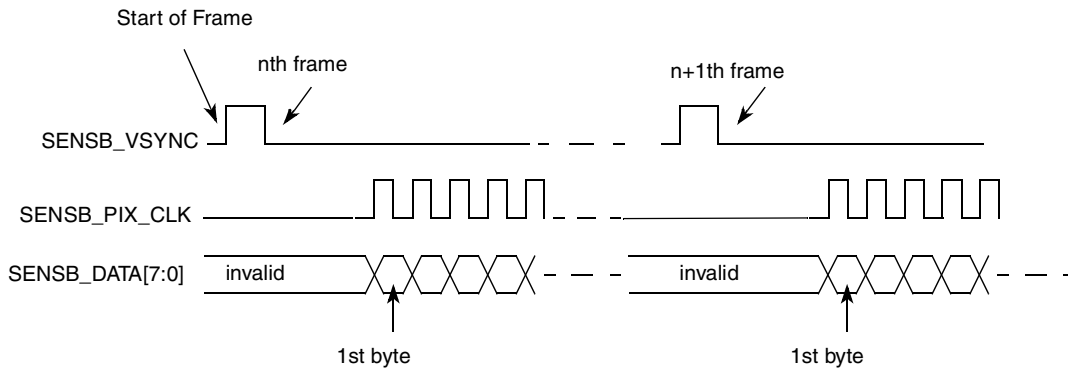 Start of Frame
nth frame
n+1th frame
SENSB_VSYNC
SENSB_PIX_CLK
SENSB_DATA[7:0]
invalid
invalid
1st byte
1st byte